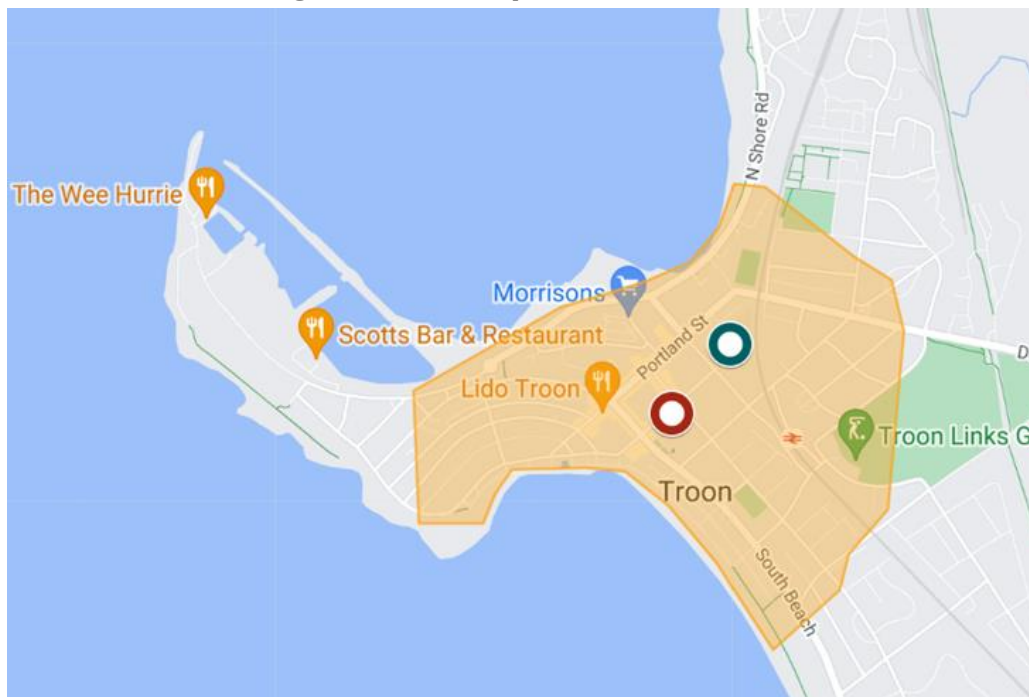 N Shore Rd
The Wee Hurrie
Morrisons
Scotts Bar & Restaurant
Portland St
Lido Troon
D
Troon Links G
Troon
South Beach